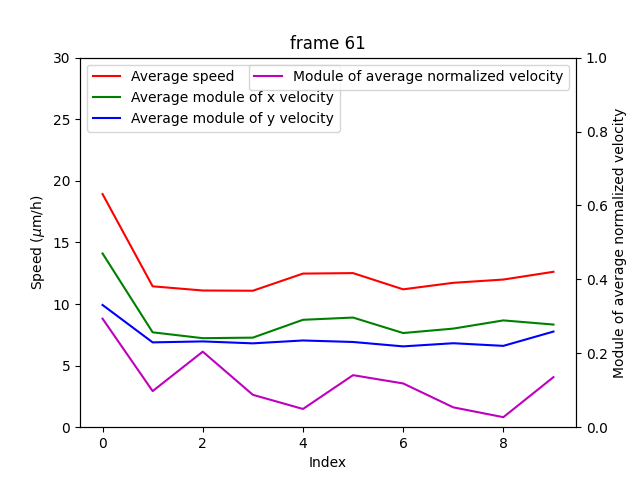 frame 61
Average speed
Average module of x velocity
Average module of y velocity
Module of average normalized velocity
30
25
20
15
10
5
0
Speed (μm/h)
1.0
0.8
0.6
0.4
0.2
0.0
Module of average normalized velocity
0 2 4 6 8
Index